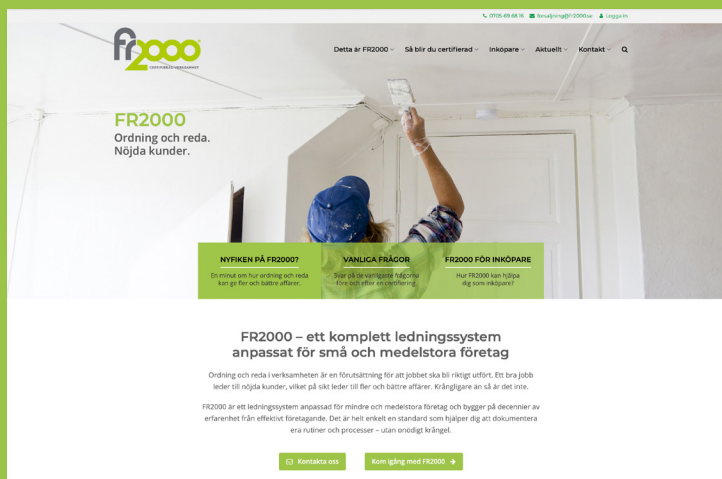 0705-69 68 16 forsaljning@fr2000.se Logga in
fr2000
CERTIFIERAD VERKSAMHET
Detta är FR2000 Så blir du certifierad Inköpare Aktuellt Kontakt
FR2000
Ordning och reda.
Nöjda kunder.
NYFIKEN PÅ FR2000? VANLIGA FRÅGOR FR2000 FÖR INKÖPARE
En minut om hur ordning och reda Svar på de vanligaste frågorna Hur FR2000 kan hjälpa
kan ge fler och bättre affärer. före och efter en certifiering. dig som inköpare?
FR2000 – ett komplett ledningssystem
anpassat för små och medelstora företag
Ordning och reda i verksamheten är en förutsättning för att jobbet ska bli riktigt utfört. Ett bra jobb
leder till nöjda kunder, vilket på sikt leder till fler och bättre affärer. Krångligare än så är det inte.
FR2000 är ett ledningssystem anpassad för mindre och medelstora företag och bygger på decennier av
erfarenhet från effektivt företagande. Det är helt enkelt en standard som hjälper dig att dokumentera
era rutiner och processer – utan onödigt krångel.
Kontakta oss Kom igång med FR2000